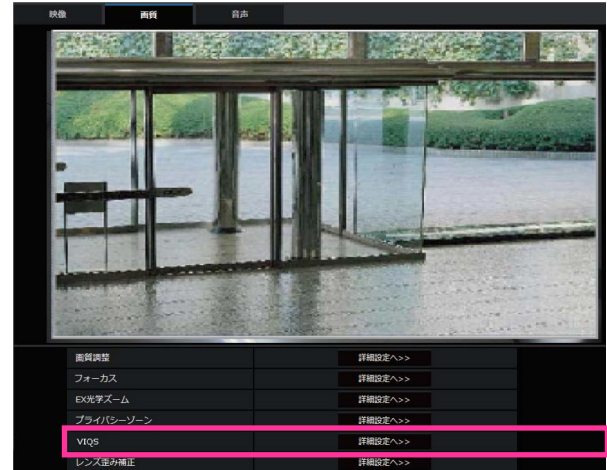 映像 画質 音声
画質調整 詳細設定へ>>
フォーカス 詳細設定へ>>
EX光学ズーム 詳細設定へ>>
プライバシーゾーン 詳細設定へ>>
VIQS 詳細設定へ>>
レンズ歪み補正 詳細設定へ>>